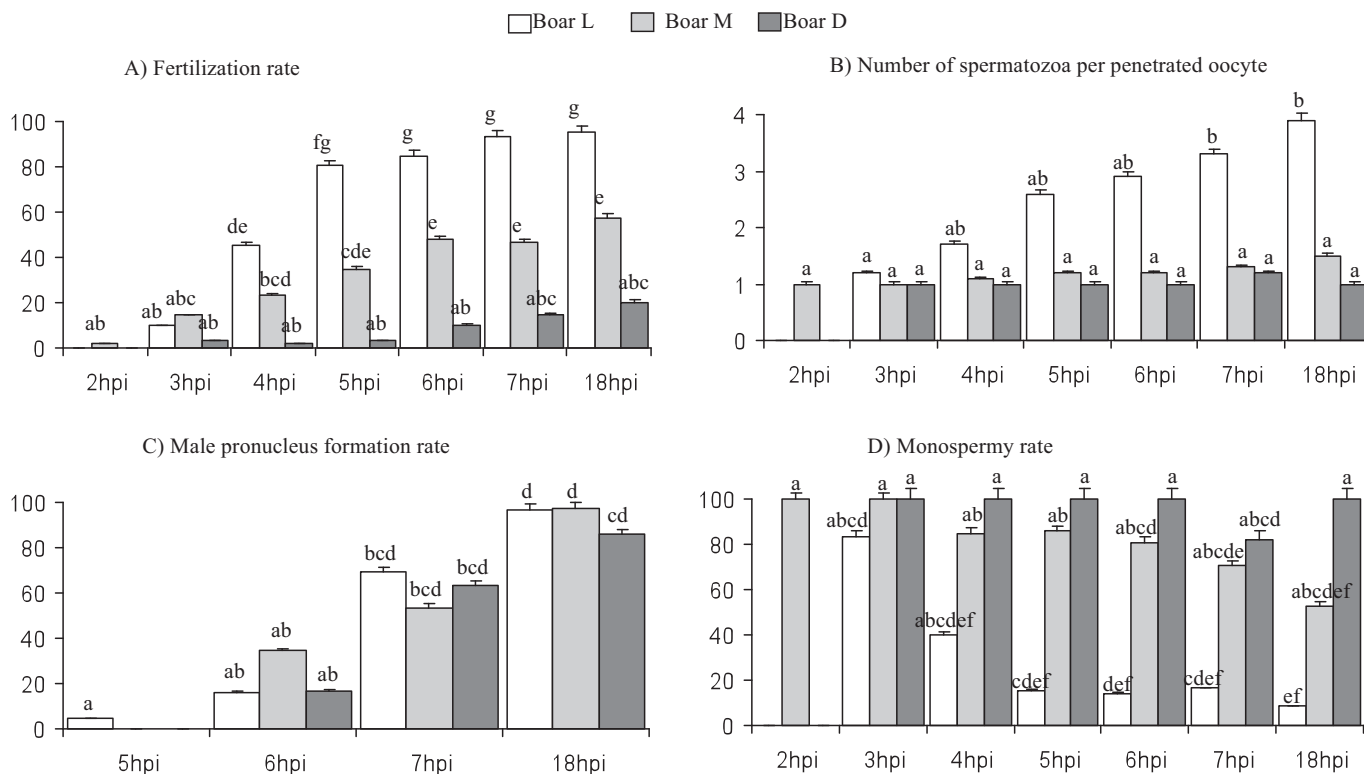 Boar L Boar M Boar D
A) Fertilization rate
100
80
60
40
20
0
ab
ab abc ab
de bcd ab
fg cde ab
g e ab
g e abc
g e abc
2hpi 3hpi 4hpi 5hpi 6hpi 7hpi 18hpi
B) Number of spermatozoa per penetrated oocyte
4
3
2
1
0
a
a a a
ab a a
ab a a
ab a a
b a a
b a a
2hpi 3hpi 4hpi 5hpi 6hpi 7hpi 18hpi
C) Male pronucleus formation rate
100
80
60
40
20
0
a
ab ab ab
bcd bcd bcd
d d cd
5hpi 6hpi 7hpi 18hpi
D) Monospermy rate
100
80
60
40
20
0
a
abcd a a
abcdef ab a
cdef ab a
def abcd a
cdef abcde abcd
ef abcdef a
2hpi 3hpi 4hpi 5hpi 6hpi 7hpi 18hpi